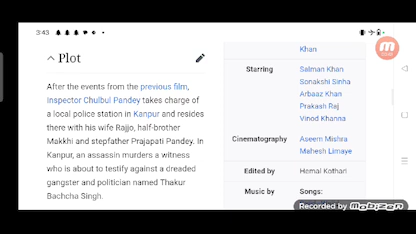 3:43
Plot
After the events from the previous film,
Inspector Chulbul Pandey takes charge of
a local police station in Kanpur and resides
there with his wife Rajjo, half-brother
Makkhi and stepfather Prajapati Pandey. In
Kanpur, an assassin murders a witness
who is about to testify against a dreaded
gangster and politician named Thakur
Bachcha Singh.
Khan
Starring Salman Khan
Sonakshi Sinha
Arbaaz Khan
Prakash Raj
Vinod Khanna
Cinematography Aseem Mishra
Mahesh Limaye
Edited by Hemal Kothari
Music by Songs:
Recorded by Mobizen